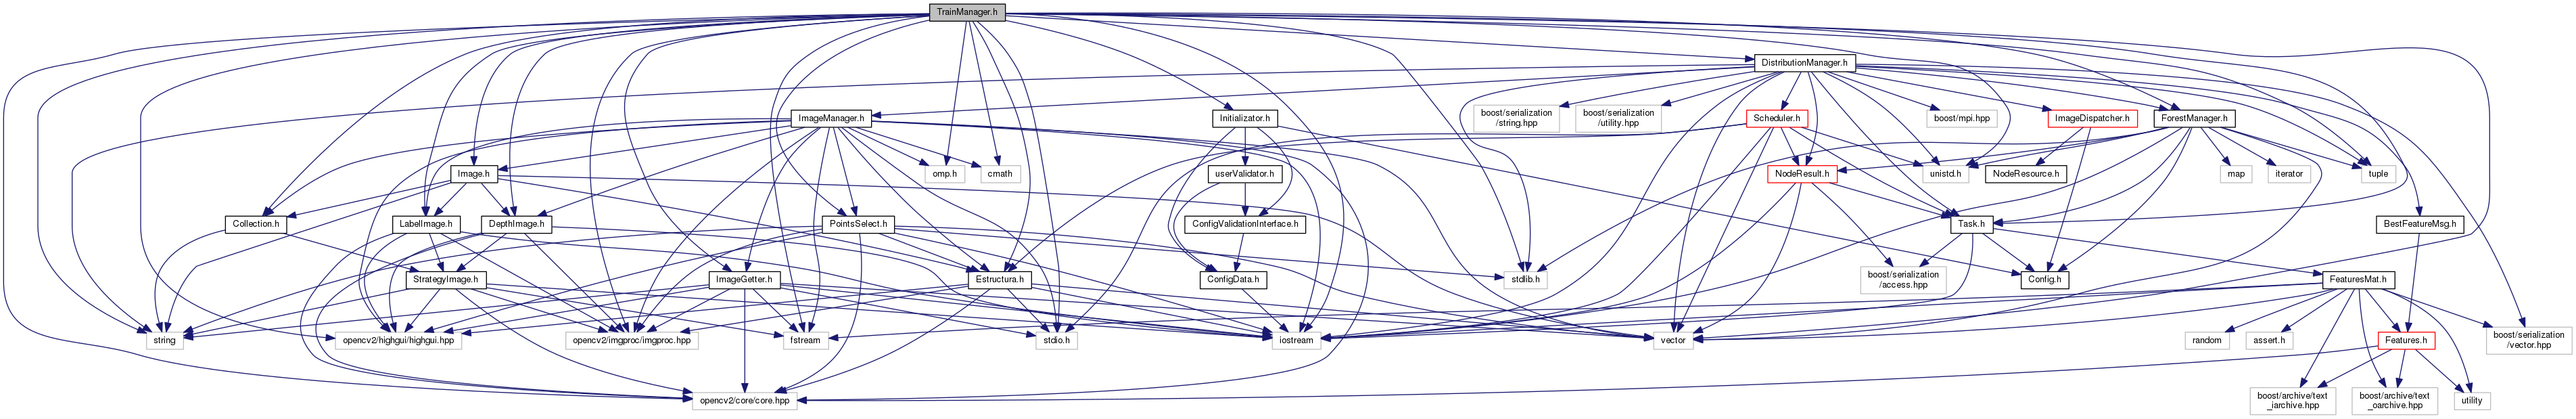 TrainManager.h
DistributionManager.h
ImageManager.h
boost/serialization
/string.hpp
boost/serialization
/utility.hpp
Initializator.h
Scheduler.h
boost/mpi.hpp
ImageDispatcher.h
ForestManager.h
Image.h
omp.h
cmath
userValidator.h
NodeResult.h
unistd.h
NodeResource.h
map
iterator
tuple
Collection.h
LabelImage.h
DepthImage.h
PointsSelect.h
ConfigValidationInterface.h
Task.h
BestFeatureMsg.h
StrategyImage.h
ImageGetter.h
Estructura.h
ConfigData.h
stdlib.h
boost/serialization
/access.hpp
Config.h
FeaturesMat.h
string
opencv2/highgui/highgui.hpp
opencv2/imgproc/imgproc.hpp
fstream
stdio.h
iostream
vector
random
assert.h
Features.h
boost/serialization
/vector.hpp
opencv2/core/core.hpp
boost/archive/text
_iarchive.hpp
boost/archive/text
_oarchive.hpp
utility